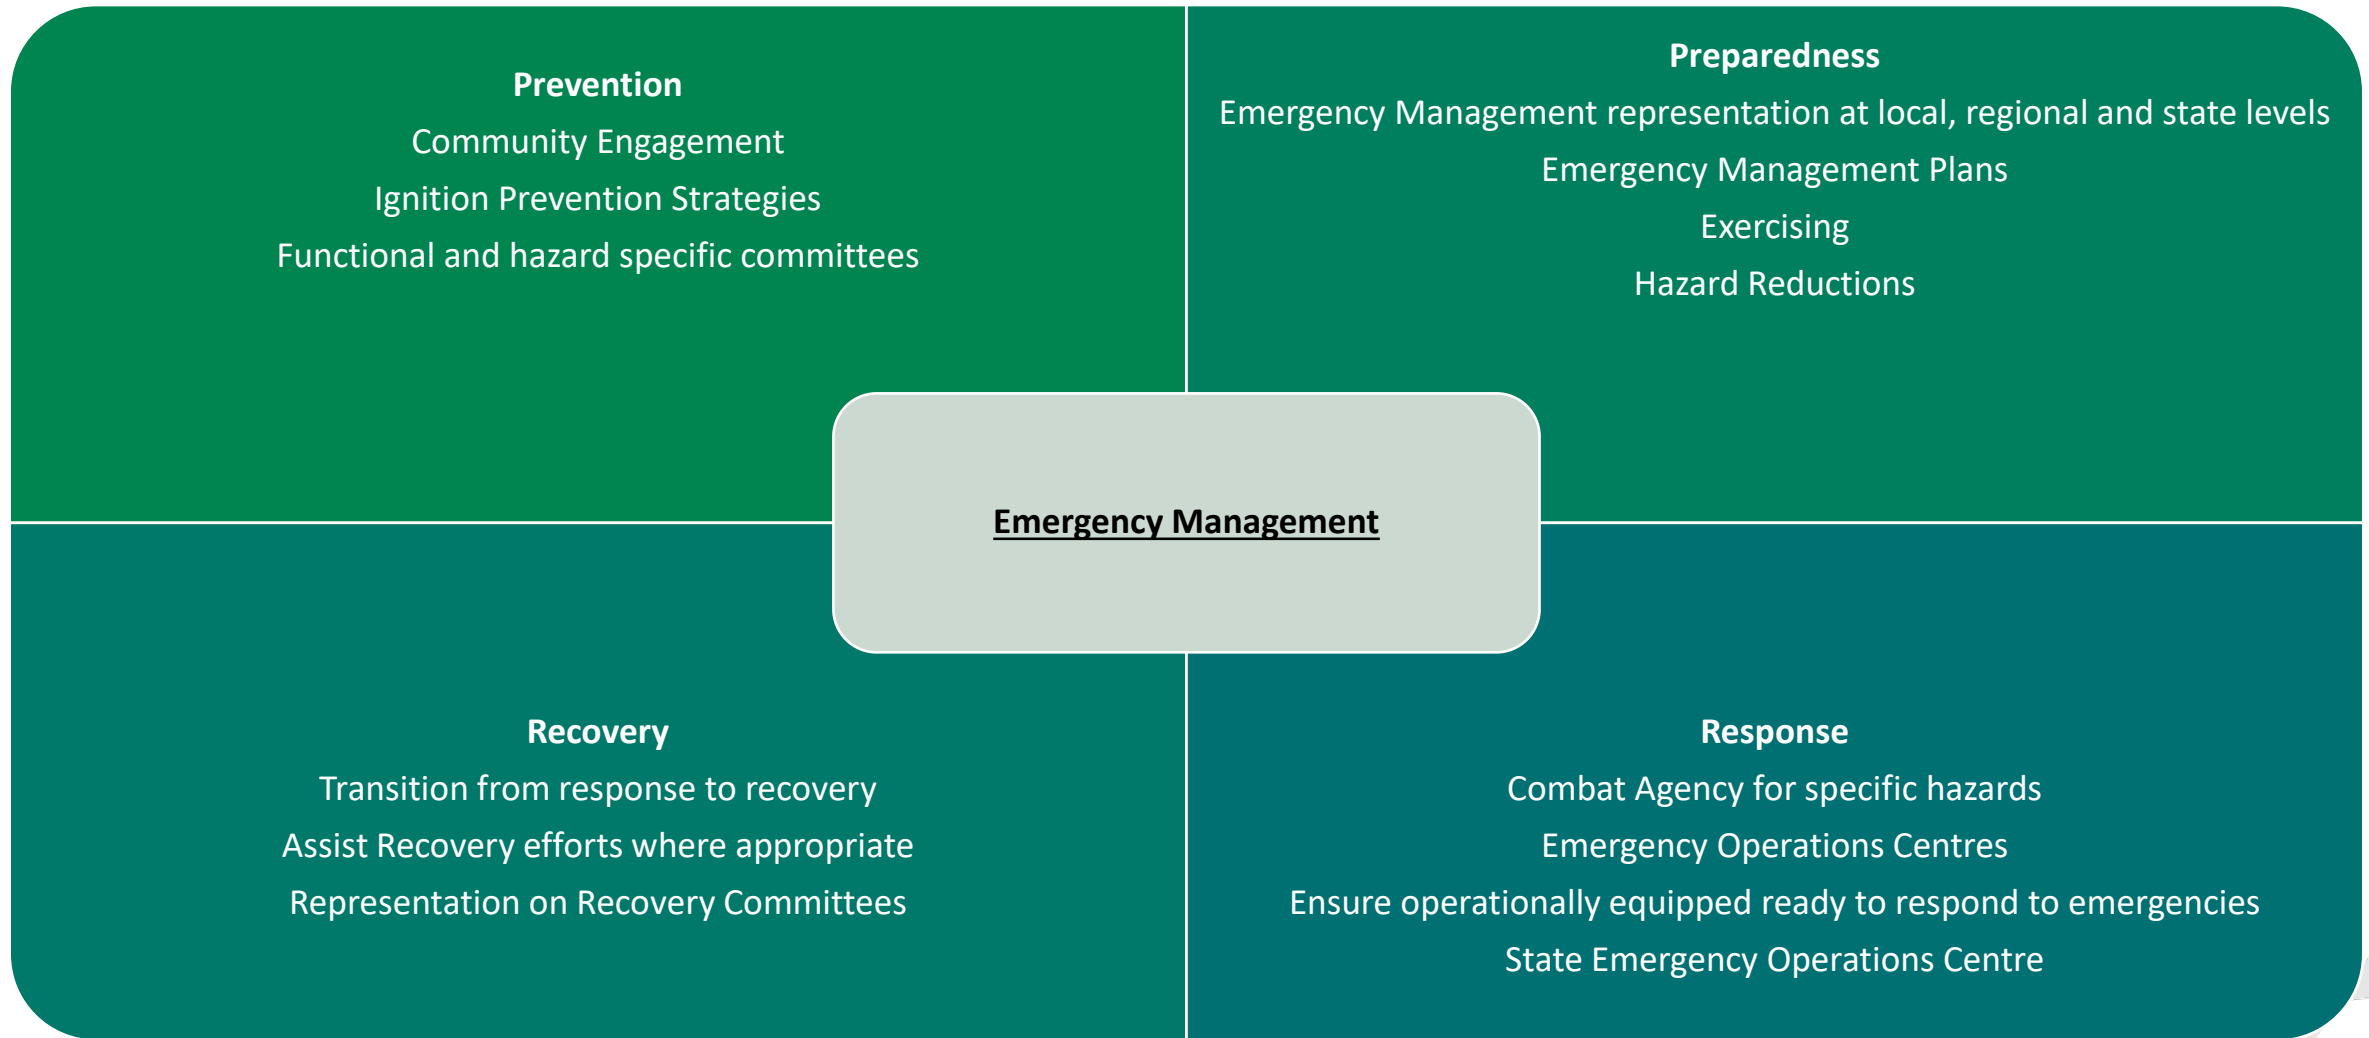 Prevention
Community Engagement
Ignition Prevention Strategies
Functional and hazard specific committees
Preparedness
Emergency Management representation at local, regional and state levels
Emergency Management Plans
Exercising
Hazard Reductions
Emergency Management
Recovery
Transition from response to recovery
Assist Recovery efforts where appropriate
Representation on Recovery Committees
Response
Combat Agency for specific hazards
Emergency Operations Centres
Ensure operationally equipped ready to respond to emergencies
State Emergency Operations Centre